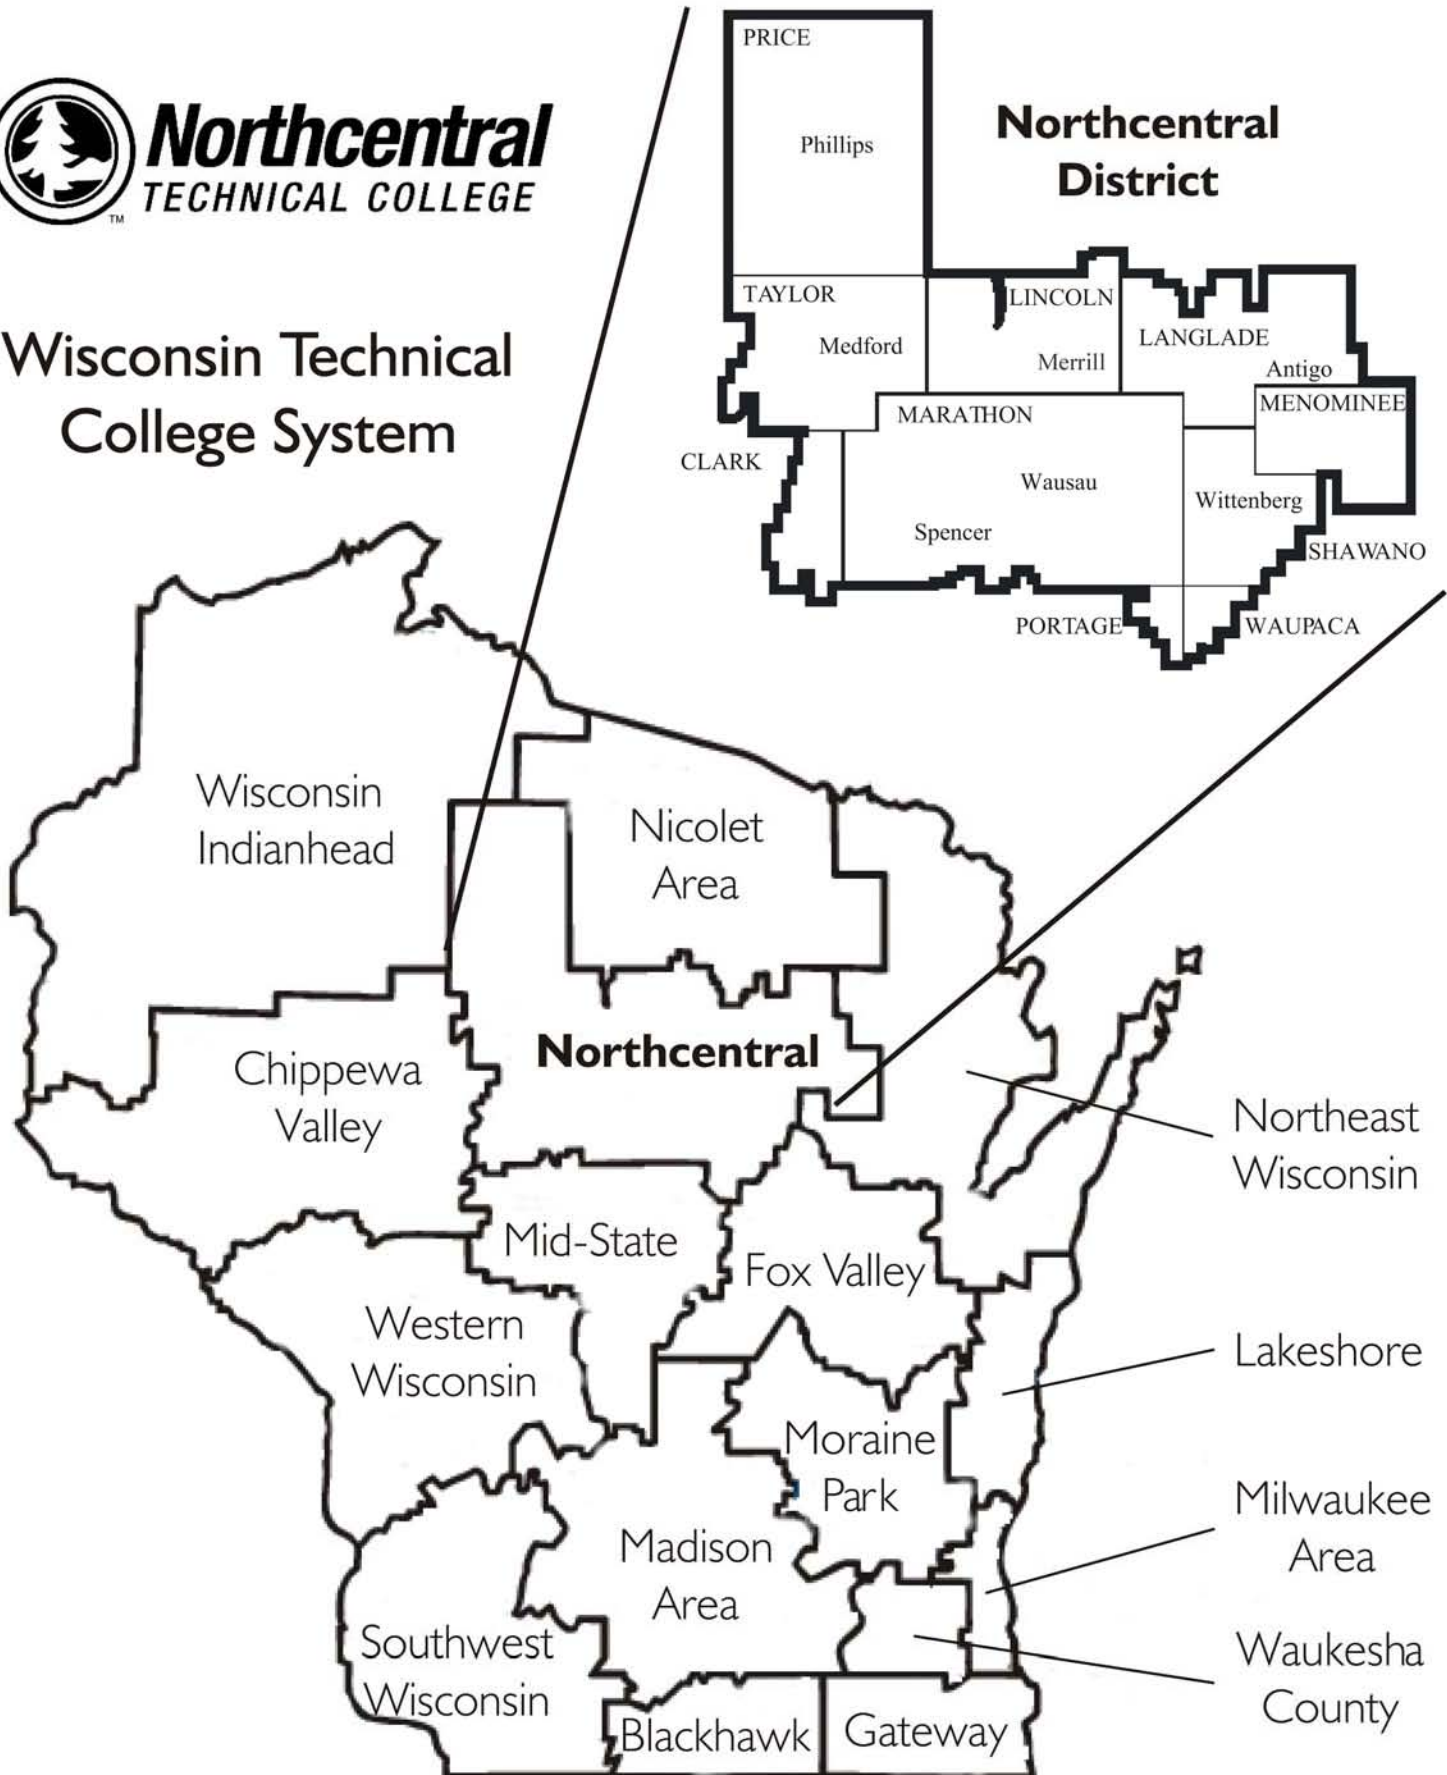 Northcentral
TECHNICAL COLLEGE
TM
Wisconsin Technical
College System
Northcentral
District
PRICE
Phillips
TAYLOR
Medford
LINCOLN
Merrill
LANGLADE
Antigo
MENOMINEE
MARATHON
CLARK
Wausau
Wittenberg
Spencer
SHAWANO
PORTAGE
WAUPACA
Wisconsin
Indianhead
Nicolet
Area
Northcentral
Chippewa
Valley
Northeast
Wisconsin
Mid-State
Fox Valley
Western
Wisconsin
Lakeshore
Moraine
Park
Milwaukee
Area
Madison
Area
Southwest
Wisconsin
Waukesha
County
Blackhawk
Gateway